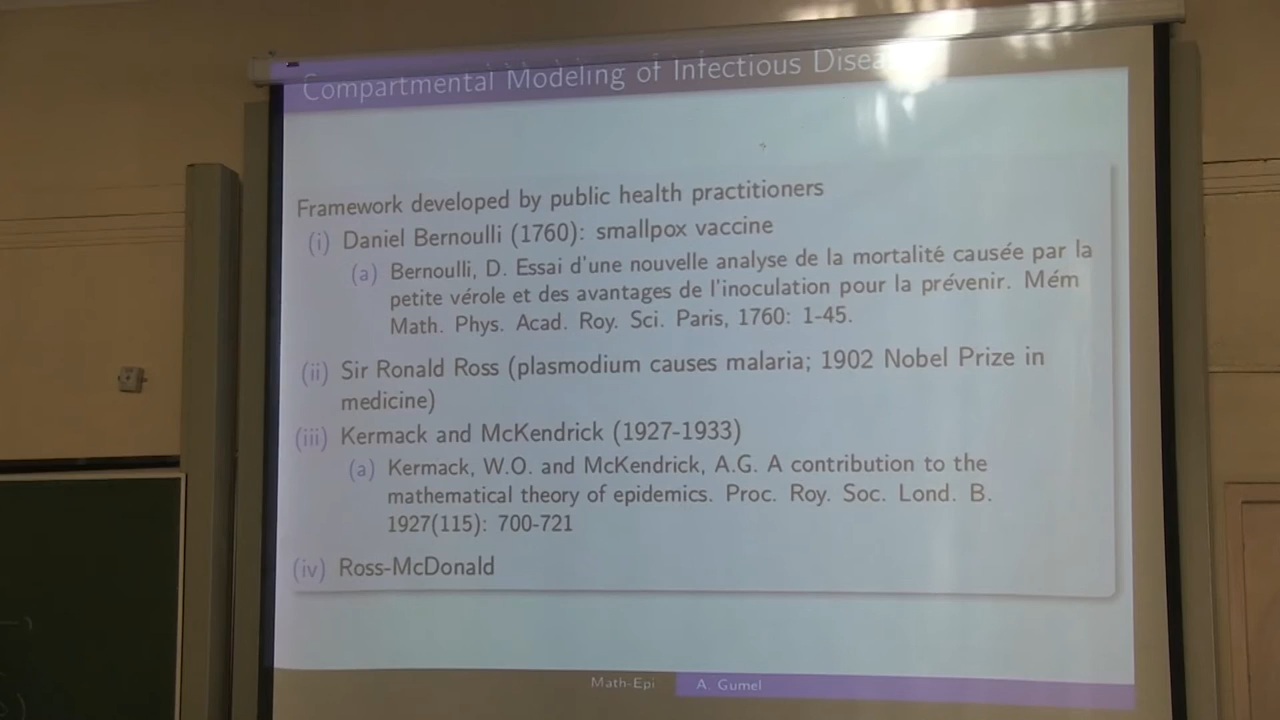 Compartmental Modeling of Infectious
Framework developed by public health practitioners
(i) Daniel Bernoulli (1760): smallpox vaccine
(a) Bernoulli, D. Essai d'une nouvelle analyse de la mortalité causée par la
petite vérole et des avantages de l'inoculation pour la prévenir. Mém
Math. Phys. Acad. Roy. Sci. Paris, 1760: 1-45.
(ii) Sir Ronald Ross (plasmodium causes malaria; 1902 Nobel Prize in
medicine)
(iii) Kermack and McKendrick (1927-1933)
(a) Kermack, W.O. and McKendrick, A.G. A contribution to the
mathematical theory of epidemics. Proc. Roy. Soc. Lond. B.
1927(115): 700-721
(iv) Ross-McDonald
Math-Epi A. Gumel